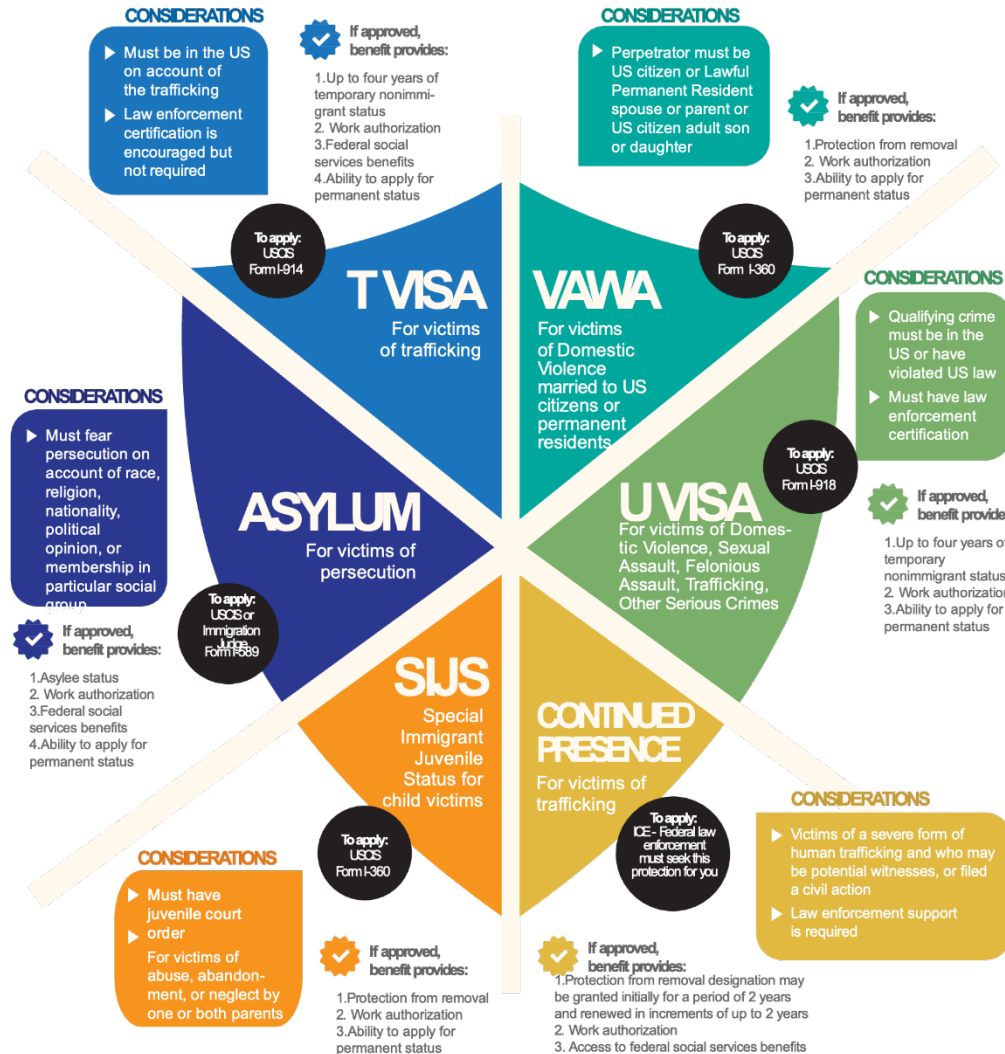 CONSIDERATIONS
Must be in the US
on account of
the trafficking
Law enforcement
certification is
encouraged but
not required
If approved,
benefit provides:
1.Up to four years of
temporary nonimmi-
grant status
2. Work authorization
3.Federal social
services benefits
4.Ability to apply for
permanent status
To apply:
USCIS
Form I-914
T VISA
For victims
of trafficking
CONSIDERATIONS
Perpetrator must be
US citizen or Lawful
Permanent Resident
spouse or parent or
US citizen adult son
or daughter
If approved,
benefit provides:
1.Protection from removal
2. Work authorization
3.Ability to apply for
permanent status
To apply:
USCIS
Form I-360
VAWA
For victims
of Domestic
Violence
married to US
citizens or
permanent
residents
CONSIDERATIONS
Qualifying crime
must be in the
US or have
violated US law
Must have law
enforcement
certification
To apply:
USCIS
Form I-918
U VISA
For victims of Domes-
tic Violence, Sexual
Assault, Felonious
Assault, Trafficking,
Other Serious Crimes
If approved,
benefit provide
1.Up to four years of
temporary
nonimmigrant status
2. Work authorization
3.Ability to apply for
permanent status
CONSIDERATIONS
Must fear
persecution on
account of race,
religion,
nationality,
political
opinion, or
membership in
particular social
group
ASYLUM
For victims of
persecution
To apply:
USCIS or
Immigration
Judge
Form I-589
If approved,
benefit provides:
1.Asylee status
2. Work authorization
3.Federal social
services benefits
4.Ability to apply for
permanent status
SIJS
Special
Immigrant
Juvenile
Status for
child victims
To apply:
USCIS
Form I-360
CONSIDERATIONS
Must have
juvenile court
order
For victims of
abuse, abandon-
ment, or neglect by
one or both parents
If approved,
benefit provides:
1.Protection from removal
2. Work authorization
3.Ability to apply for
permanent status
CONTINUED
PRESENCE
For victims of
trafficking
To apply:
ICE - Federal law
enforcement
must seek this
protection for you
CONSIDERATIONS
Victims of a severe form of
human trafficking and who may
be potential witnesses, or filed
a civil action
Law enforcement support
is required
If approved,
benefit provides:
1.Protection from removal designation may
be granted initially for a period of 2 years
and renewed in increments of up to 2 years
2. Work authorization
3. Access to federal social services benefits